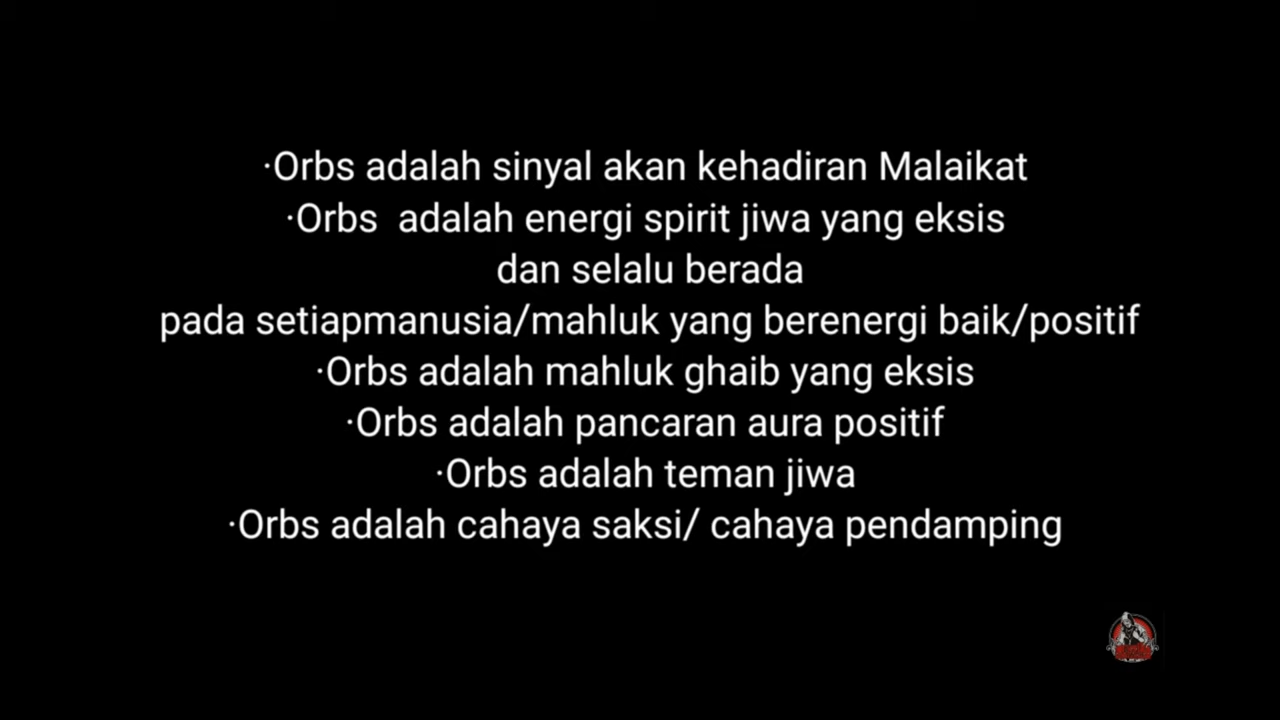 ·Orbs adalah sinyal akan kehadiran Malaikat
·Orbs  adalah energi spirit jiwa yang eksis
dan selalu berada
pada setiapmanusia/mahluk yang berenergi baik/positif
·Orbs adalah mahluk ghaib yang eksis
·Orbs adalah pancaran aura positif
·Orbs adalah teman jiwa
·Orbs adalah cahaya saksi/ cahaya pendamping